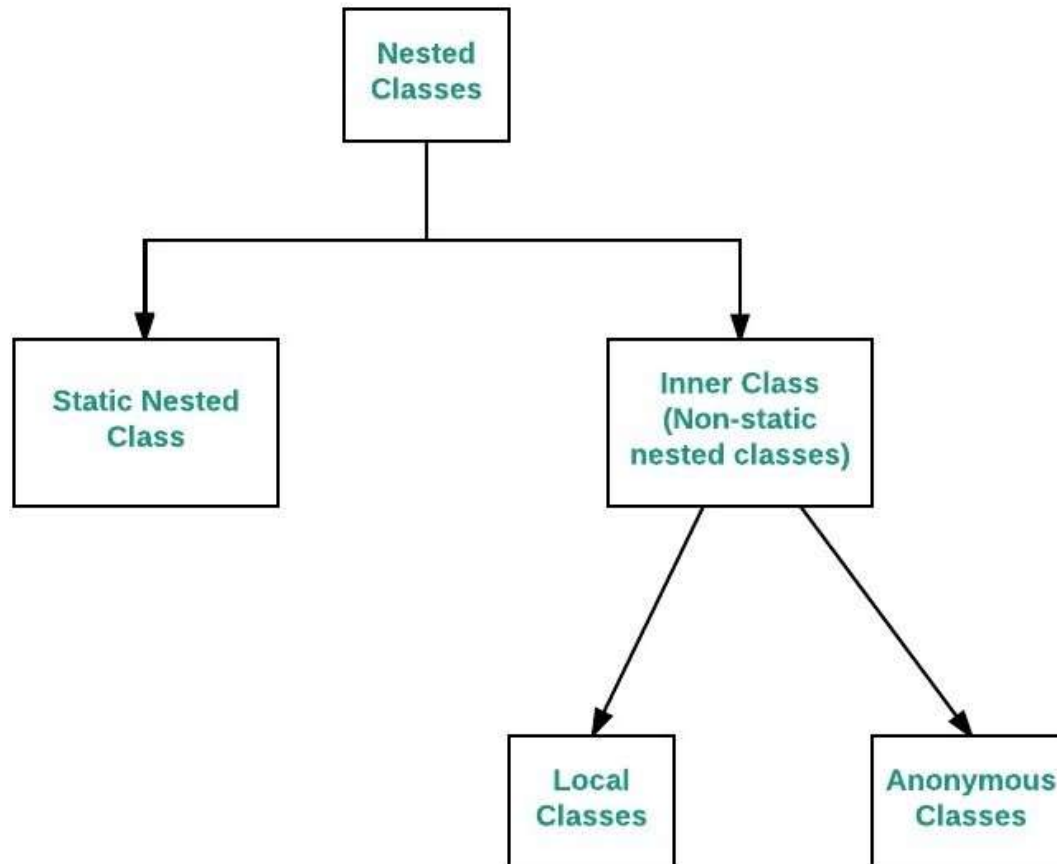 Nested
Classes
Static Nested
Class
Inner Class
(Non-static
nested classes)
Local
Classes
Anonymous
Classes